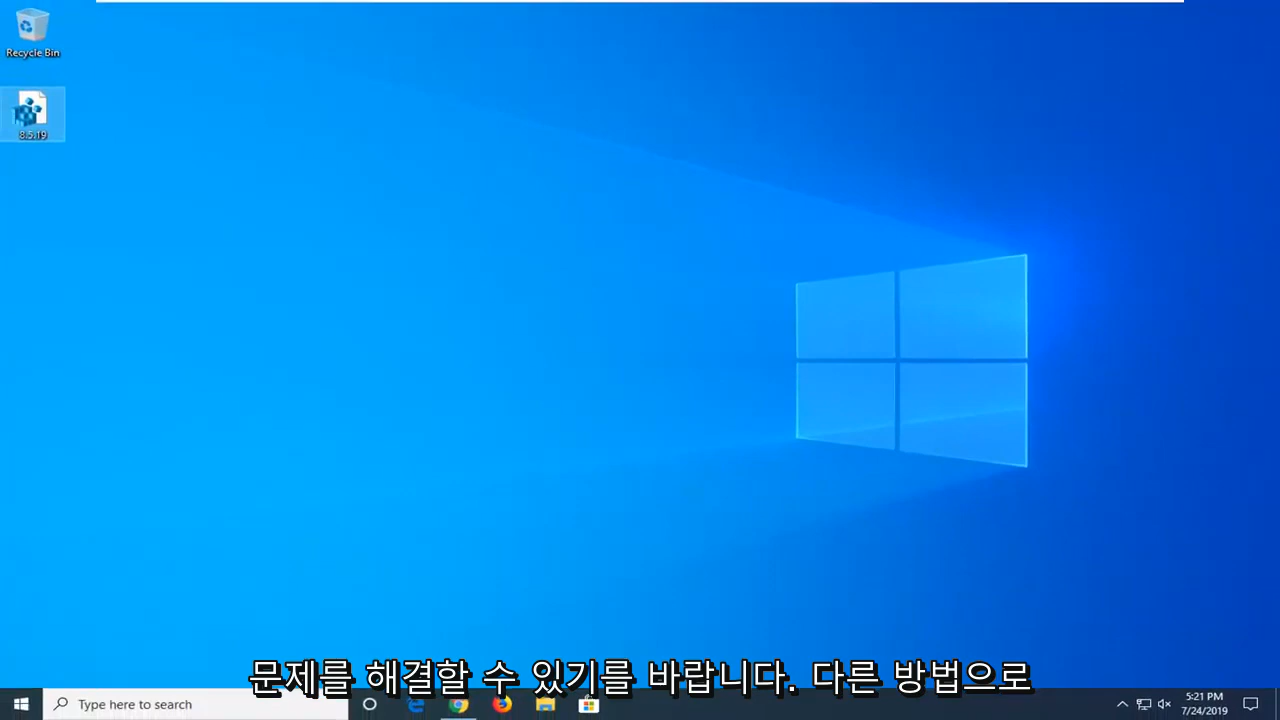 Recycle Bin
8.5.19
문제를 해결할 수 있기를 바랍니다. 다른 방법으로
Type here to search
5:21 PM
7/24/2019